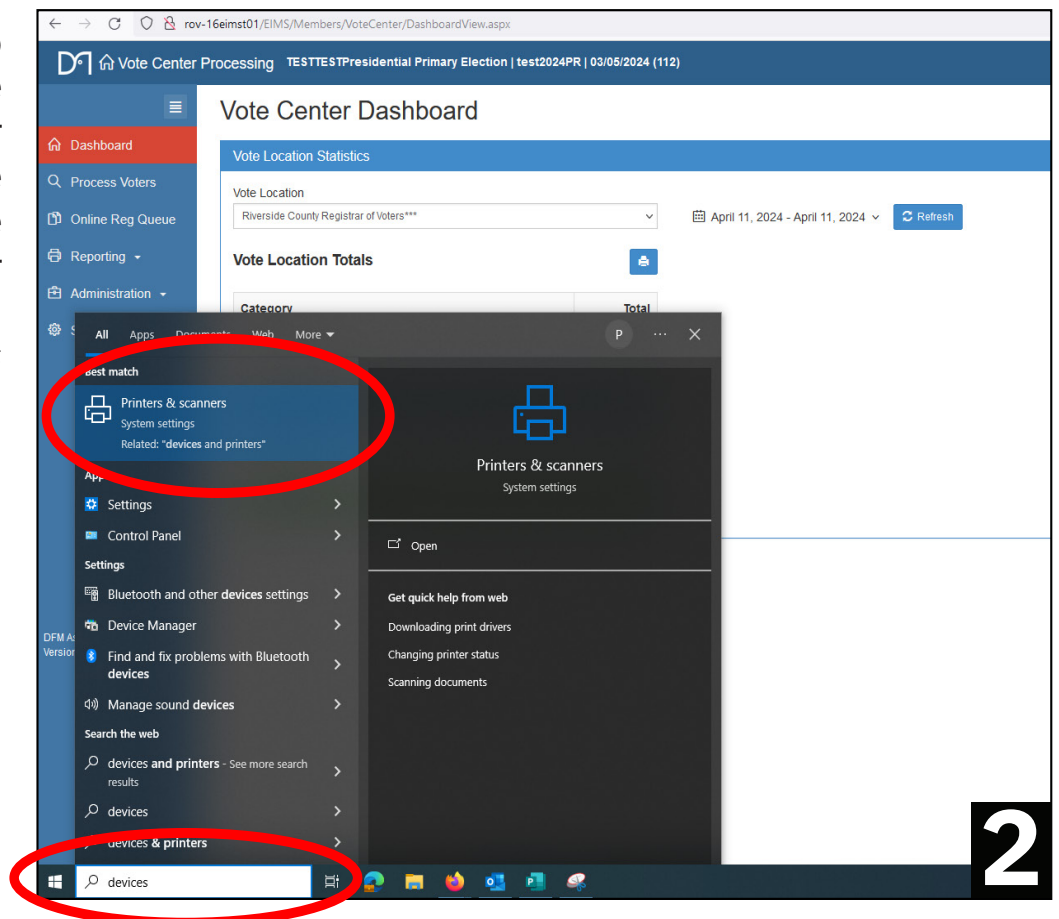 rov-16eimst01/EIMS/Members/VoteCenter/DashboardView.aspx
Vote Center Processing TESTTESTPresidential Primary Election | test2024PR | 03/05/2024 (112)
Vote Center Dashboard
Dashboard
Process Voters
Online Reg Queue
Reporting
Administration
Vote Location Statistics
Vote Location
Riverside County Registrar of Voters***
April 11, 2024 - April 11, 2024
Refresh
Vote Location Totals
Category Total
All Apps Documents Web More P ...
Best match
Printers & scanners
System settings
Related: "devices and printers"
Settings
Control Panel
Settings
Bluetooth and other devices settings
Device Manager
Find and fix problems with Bluetooth
devices
Manage sound devices
Search the web
devices and printers - See more search
results
devices
devices & printers
Printers & scanners
System settings
Open
Get quick help from web
Downloading print drivers
Changing printer status
Scanning documents
DFM
Version
devices
2